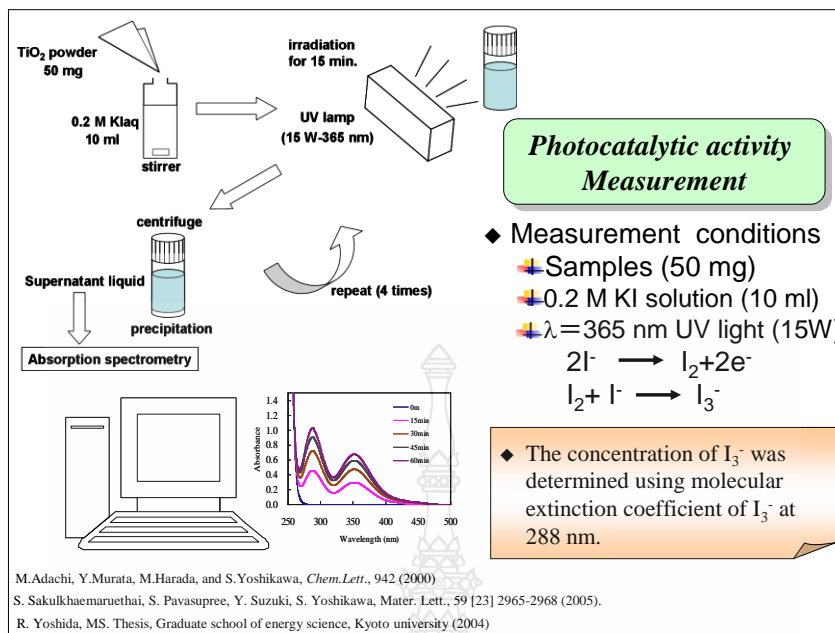 TiO₂ powder
50 mg
0.2 M KIaq
10 ml
stirrer
irradiation
for 15 min.
UV lamp
(15 W-365 nm)
centrifuge
Supernatant liquid
precipitation
repeat (4 times)
Absorption spectrometry
Absorbance
1.4
1.2
1.0
0.8
0.6
0.4
0.2
0.0
250 300 350 400 450 500
Wavelength (nm)
0m
15min
30min
45min
60min
Photocatalytic activity
Measurement
◆ Measurement conditions
Samples (50 mg)
0.2 M KI solution (10 ml)
λ＝365 nm UV light (15W)
2I⁻ ⟶ I₂+2e⁻
I₂+ I⁻ ⟶ I₃⁻
◆ The concentration of I₃⁻ was
determined using molecular
extinction coefficient of I₃⁻ at
288 nm.
M.Adachi, Y.Murata, M.Harada, and S.Yoshikawa, Chem.Lett., 942 (2000)
S. Sakulkhaemaruethai, S. Pavasupree, Y. Suzuki, S. Yoshikawa, Mater. Lett., 59 [23] 2965-2968 (2005).
R. Yoshida, MS. Thesis, Graduate school of energy science, Kyoto university (2004)